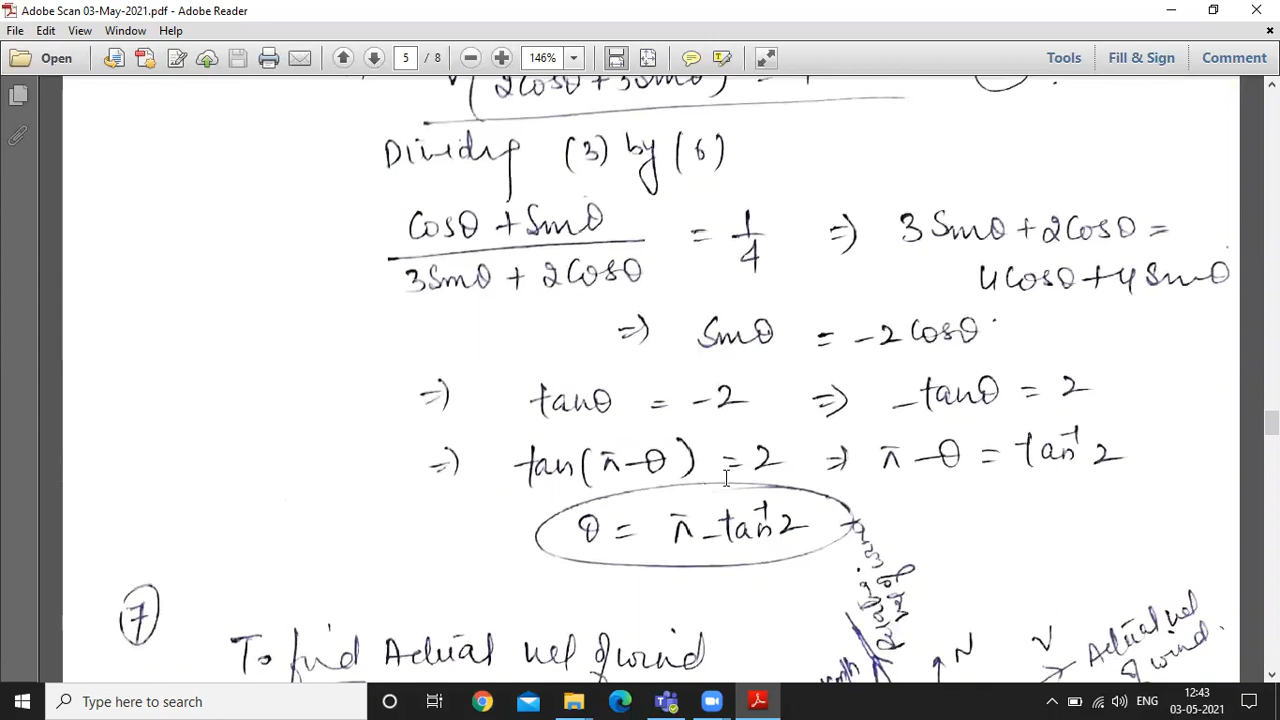 Adobe Scan 03-May-2021.pdf - Adobe Reader
File Edit View Window Help
Open 5 / 8 146% Tools Fill & Sign Comment
√(2Cosθ + 3Sinθ) =
Dividing (3) by (6)
Cosθ + Sinθ / 3Sinθ + 2Cosθ = 1/4 ⇒ 3Sinθ + 2Cosθ =
4Cosθ + 4Sinθ
⇒ Sinθ = -2Cosθ
⇒ tanθ = -2 ⇒ -tanθ = 2
⇒ tan(π-θ) = 2 ⇒ π-θ = tan⁻¹2
θ = π - tan⁻¹2
7
To find Actual vel of wind
N
V
Actual vel
of wind.
Type here to search
ENG
12:43
03-05-2021